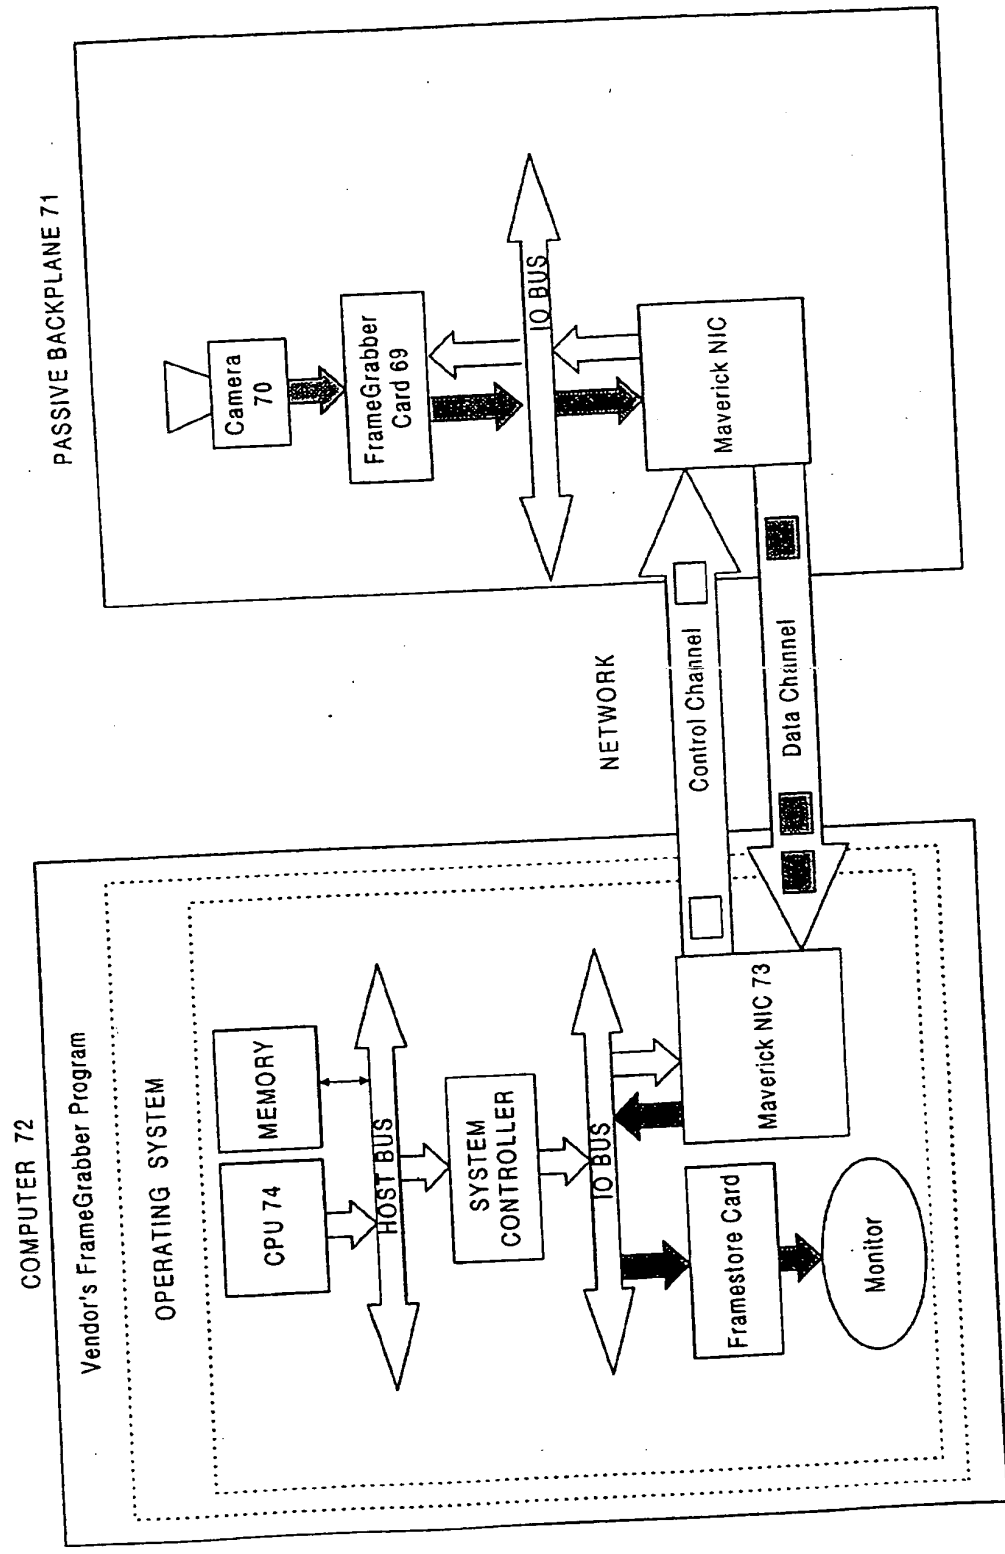 COMPUTER 72
Vendor's FrameGrabber Program
OPERATING SYSTEM
CPU 74
MEMORY
HOST BUS
SYSTEM
CONTROLLER
IO BUS
Framestore Card
Maverick NIC 73
Monitor
NETWORK
Control Channel
Data Channel
PASSIVE BACKPLANE 71
Camera
70
FrameGrabber
Card 69
IO BUS
Maverick NIC